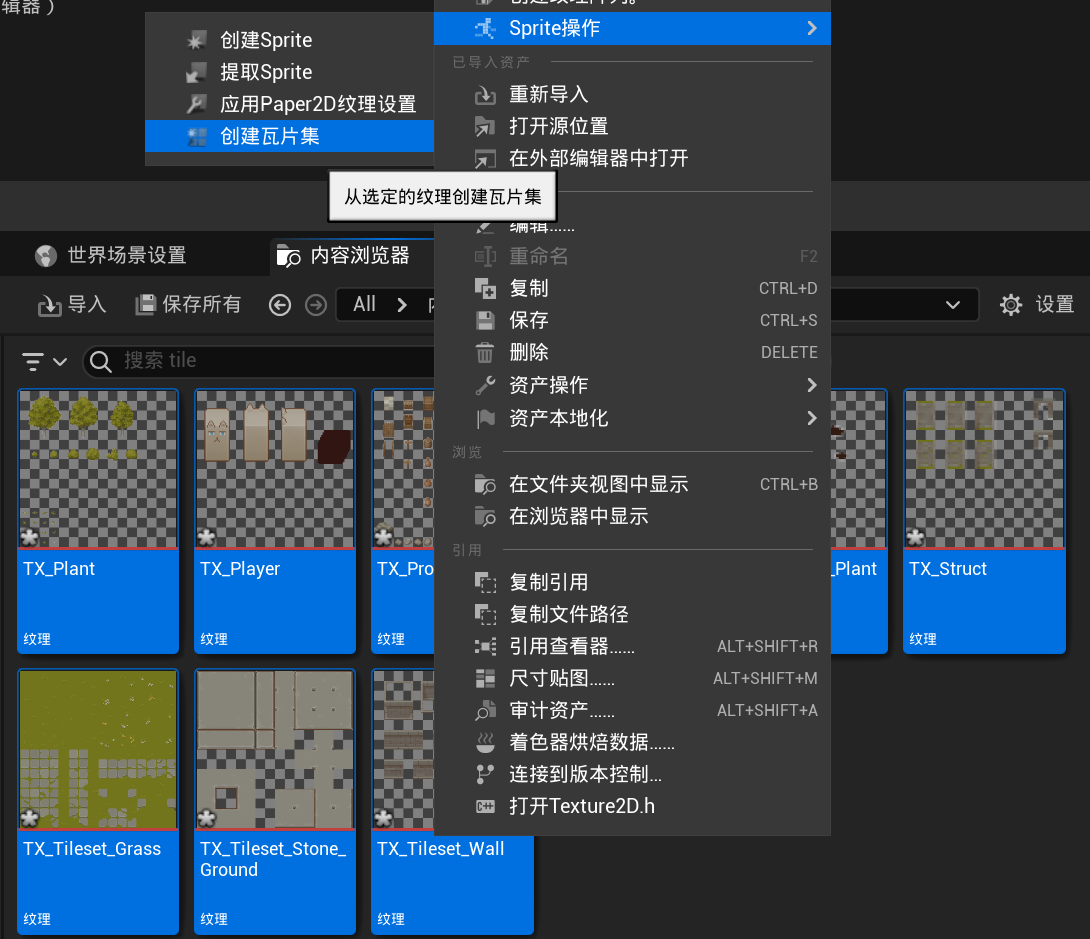 辑器）
创建Sprite
提取Sprite
应用Paper2D纹理设置
创建瓦片集
Sprite操作
已导入资产
重新导入
打开源位置
在外部编辑器中打开
从选定的纹理创建瓦片集
编辑……
重命名 F2
复制 CTRL+D
保存 CTRL+S
删除 DELETE
资产操作
资产本地化
浏览
在文件夹视图中显示 CTRL+B
在浏览器中显示
引用
复制引用
复制文件路径
引用查看器…… ALT+SHIFT+R
尺寸贴图…… ALT+SHIFT+M
审计资产…… ALT+SHIFT+A
着色器烘焙数据……
连接到版本控制...
打开Texture2D.h
世界场景设置
内容浏览器
导入
保存所有
All
设置
搜索 tile
TX_Plant
纹理
TX_Player
纹理
TX_Pro
纹理
_Plant
TX_Struct
纹理
TX_Tileset_Grass
纹理
TX_Tileset_Stone_
Ground
纹理
TX_Tileset_Wall
纹理